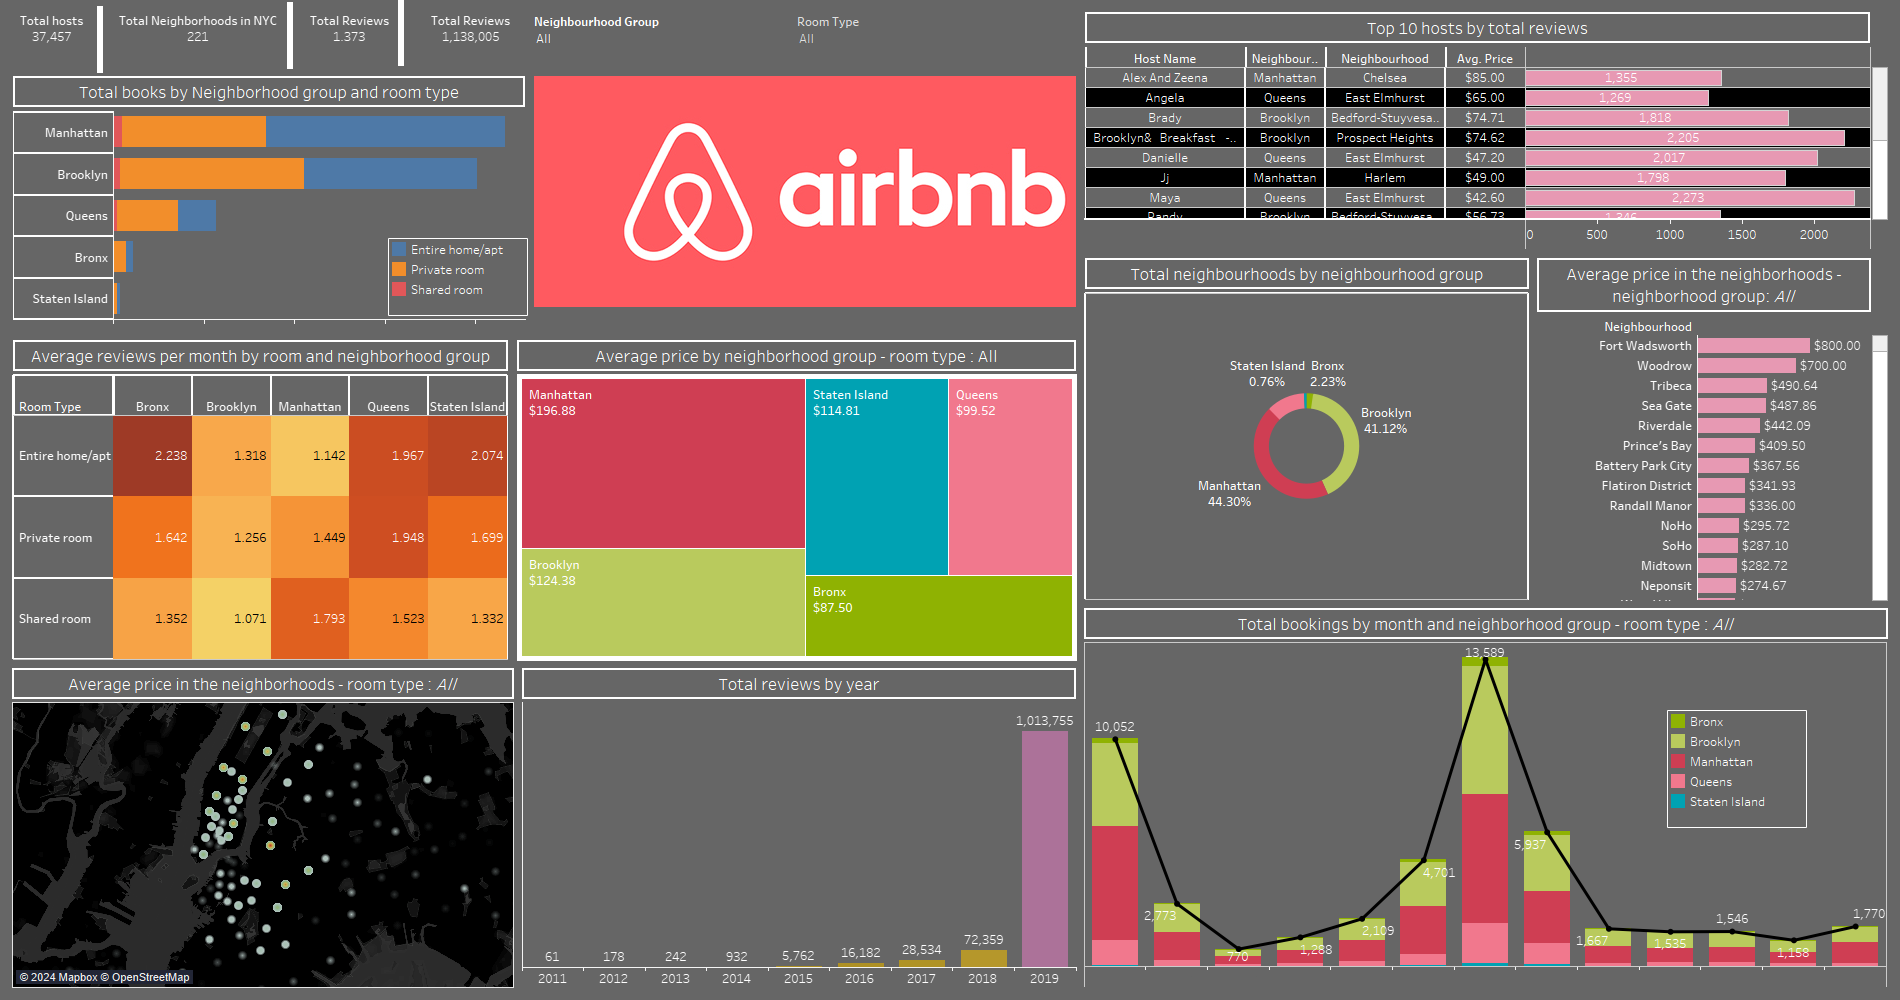 Total hosts
37,457
Total Neighborhoods in NYC
221
Total Reviews
1.373
Total Reviews
1,138,005
Neighbourhood Group
All
Room Type
All
Total books by Neighborhood group and room type
Manhattan
Brooklyn
Queens
Bronx
Staten Island
Entire home/apt
Private room
Shared room
airbnb
Top 10 hosts by total reviews
Host Name Neighbour.. Neighbourhood Avg. Price
Alex And Zeena Manhattan Chelsea $85.00 1,355
Angela Queens East Elmhurst $65.00 1,269
Brady Brooklyn Bedford-Stuyvesa.. $74.71 1,818
Brooklyn& Breakfast -.. Brooklyn Prospect Heights $74.62 2,205
Danielle Queens East Elmhurst $47.20 2,017
Jj Manhattan Harlem $49.00 1,798
Maya Queens East Elmhurst $42.60 2,273
Randy Brooklyn Bedford-Stuyvesa.. $56.73 1,346
0 500 1000 1500 2000
Average reviews per month by room and neighborhood group
Room Type Bronx Brooklyn Manhattan Queens Staten Island
Entire home/apt 2.238 1.318 1.142 1.967 2.074
Private room 1.642 1.256 1.449 1.948 1.699
Shared room 1.352 1.071 1.793 1.523 1.332
Average price by neighborhood group - room type : All
Manhattan
$196.88
Staten Island
$114.81
Queens
$99.52
Brooklyn
$124.38
Bronx
$87.50
Total neighbourhoods by neighbourhood group
Staten Island
0.76%
Bronx
2.23%
Brooklyn
41.12%
Manhattan
44.30%
Average price in the neighborhoods -
neighborhood group: All
Neighbourhood
Fort Wadsworth $800.00
Woodrow $700.00
Tribeca $490.64
Sea Gate $487.86
Riverdale $442.09
Prince's Bay $409.50
Battery Park City $367.56
Flatiron District $341.93
Randall Manor $336.00
NoHo $295.72
SoHo $287.10
Midtown $282.72
Neponsit $274.67
Average price in the neighborhoods - room type : All
© 2024 Mapbox © OpenStreetMap
Total reviews by year
61 178 242 932 5,762 16,182 28,534 72,359 1,013,755
2011 2012 2013 2014 2015 2016 2017 2018 2019
Total bookings by month and neighborhood group - room type : All
10,052 2,773 770 1,288 2,109 4,701 13,589 5,937 1,667 1,535 1,546 1,158 1,770
Bronx
Brooklyn
Manhattan
Queens
Staten Island